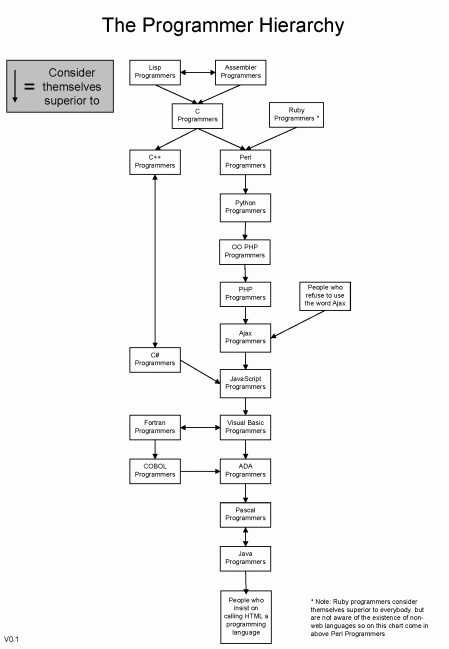 The Programmer Hierarchy
= Consider
themselves
superior to
Lisp
Programmers
Assembler
Programmers
C
Programmers
Ruby
Programmers *
C++
Programmers
Perl
Programmers
Python
Programmers
OO PHP
Programmers
PHP
Programmers
People who
refuse to use
the word Ajax
Ajax
Programmers
C#
Programmers
JavaScript
Programmers
Fortran
Programmers
Visual Basic
Programmers
COBOL
Programmers
ADA
Programmers
Pascal
Programmers
Java
Programmers
People who
insist on
calling HTML a
programming
language
* Note: Ruby programmers consider
themselves superior to everybody, but
are not aware of the existence of non-
web languages so on this chart come in
above Perl Programmers
V0.1